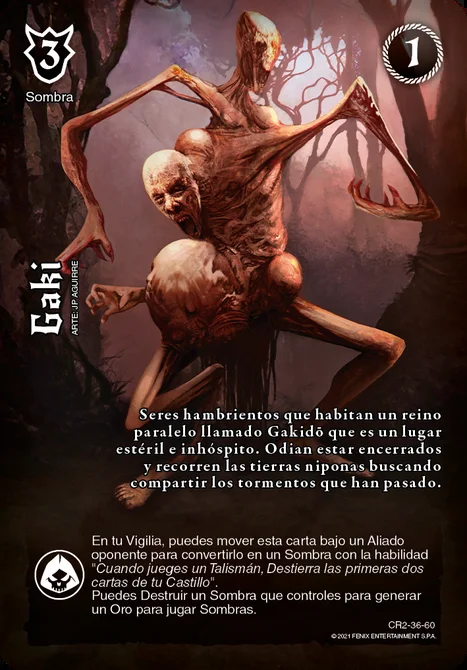 3
1
Sombra
Gaki
ARTE: JP AGUIRRE
Seres hambrientos que habitan un reino
paralelo llamado Gakidō que es un lugar
estéril e inhóspito. Odian estar encerrados
y recorren las tierras niponas buscando
compartir los tormentos que han pasado.
En tu Vigilia, puedes mover esta carta bajo un Aliado
oponente para convertirlo en un Sombra con la habilidad
"Cuando juegues un Talismán, Destierra las primeras dos
cartas de tu Castillo".
Puedes Destruir un Sombra que controles para generar
un Oro para jugar Sombras.
CR2-36-60
© 2021 FENIX ENTERTAINMENT S.P.A.